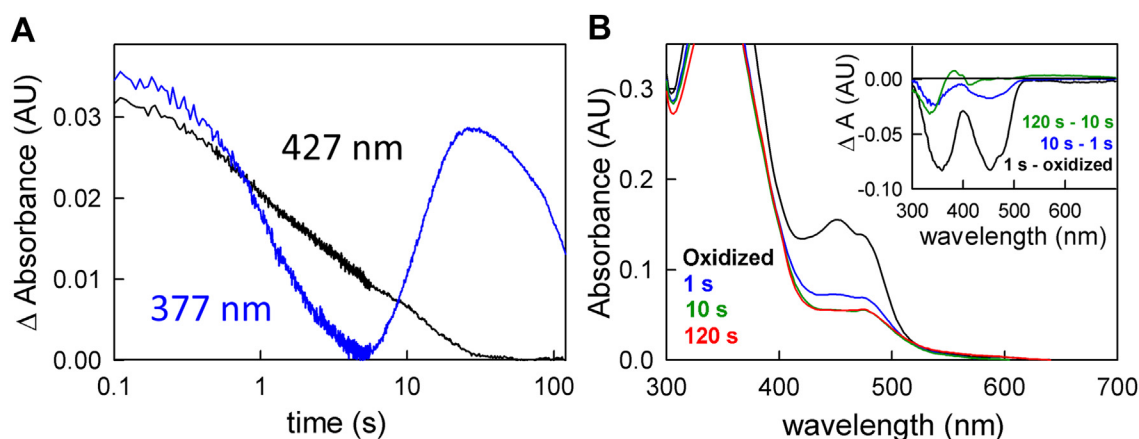 A
Δ Absorbance (AU)
0.03
0.02
0.01
0.00
427 nm
377 nm
0.1
1
10
100
time (s)
B
Absorbance (AU)
0.3
0.2
0.1
0.0
Oxidized
1 s
10 s
120 s
300
400
500
600
700
wavelength (nm)
Δ A (AU)
0.00
-0.05
-0.10
120 s - 10 s
10 s - 1 s
1 s - oxidized
300
400
500
600
wavelength (nm)